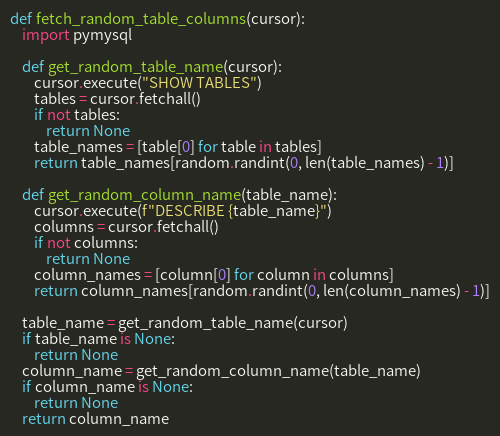 def fetch_random_table_columns(cursor):
    import pymysql

    def get_random_table_name(cursor):
        cursor.execute("SHOW TABLES")
        tables = cursor.fetchall()
        if not tables:
            return None
        table_names = [table[0] for table in tables]
        return table_names[random.randint(0, len(table_names) - 1)]

    def get_random_column_name(table_name):
        cursor.execute(f"DESCRIBE {table_name}")
        columns = cursor.fetchall()
        if not columns:
            return None
        column_names = [column[0] for column in columns]
        return column_names[random.randint(0, len(column_names) - 1)]

    table_name = get_random_table_name(cursor)
    if table_name is None:
        return None
    column_name = get_random_column_name(table_name)
    if column_name is None:
        return None
    return column_name